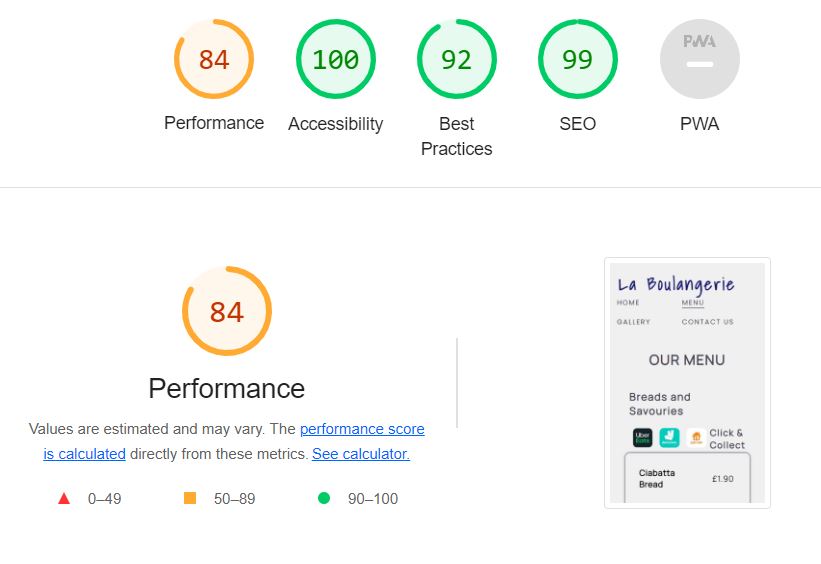 84
100
92
99
PWA
Performance
Accessibility
Best
Practices
SEO
PWA
84
Performance
Values are estimated and may vary. The performance score
is calculated directly from these metrics. See calculator.
0–49
50–89
90–100
La Boulangerie
HOME
MENU
GALLERY
CONTACT US
OUR MENU
Breads and
Savouries
Uber
Eats
Click &
Collect
Ciabatta
Bread
£1.90